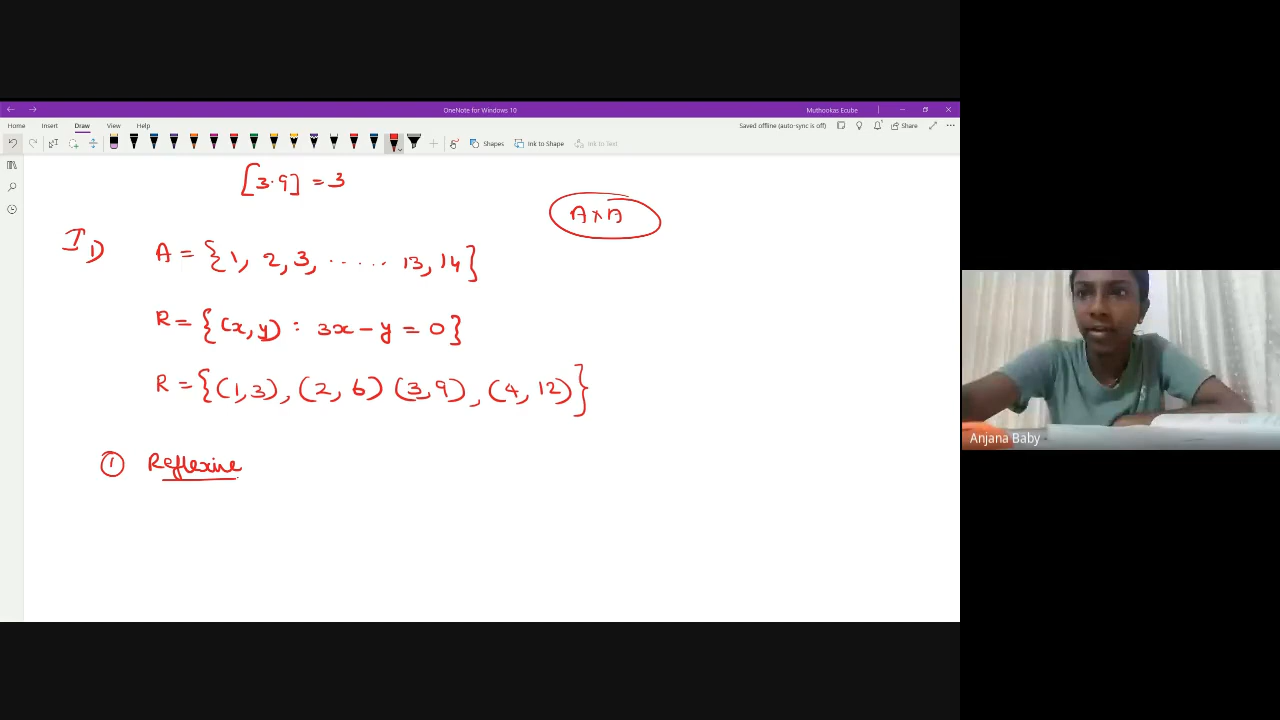 OneNote for Windows 10
Muthookas Ecube
Home Insert Draw View Help
Saved offline (auto-sync is off)
Share
Shapes
Ink to Shape
Ink to Text
[3.9] = 3
A×A
I)
A = {1, 2, 3, ...... 13, 14}
R = {(x, y) : 3x - y = 0}
R = {(1,3), (2, 6) (3,9), (4, 12)}
① Reflexive
Anjana Baby